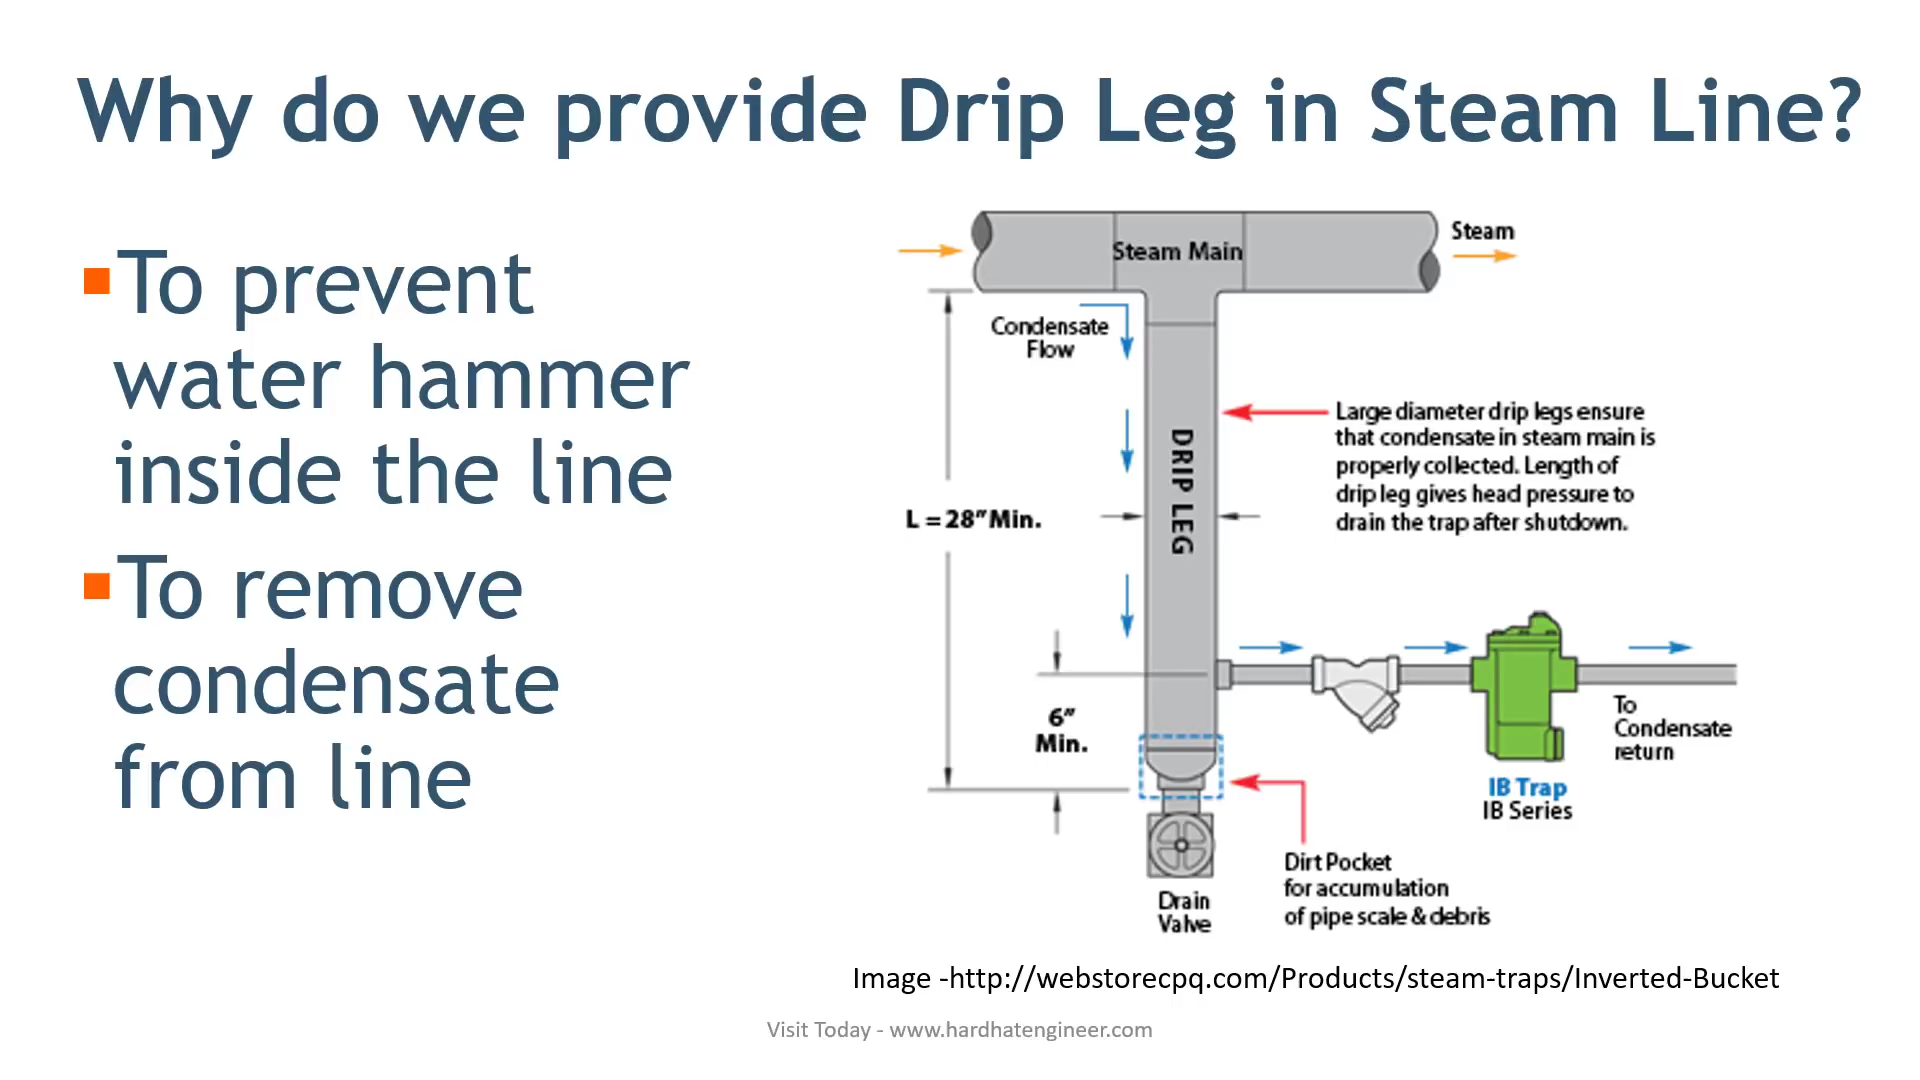 Why do we provide Drip Leg in Steam Line?
To prevent
water hammer
inside the line
To remove
condensate
from line
Steam Main
Steam
Condensate
Flow
DRIP LEG
Large diameter drip legs ensure
that condensate in steam main is
properly collected. Length of
drip leg gives head pressure to
drain the trap after shutdown.
L = 28” Min.
6”
Min.
To
Condensate
return
IB Trap
IB Series
Dirt Pocket
for accumulation
of pipe scale & debris
Drain
Valve
Image -http://webstorecpq.com/Products/steam-traps/Inverted-Bucket
Visit Today - www.hardhatengineer.com